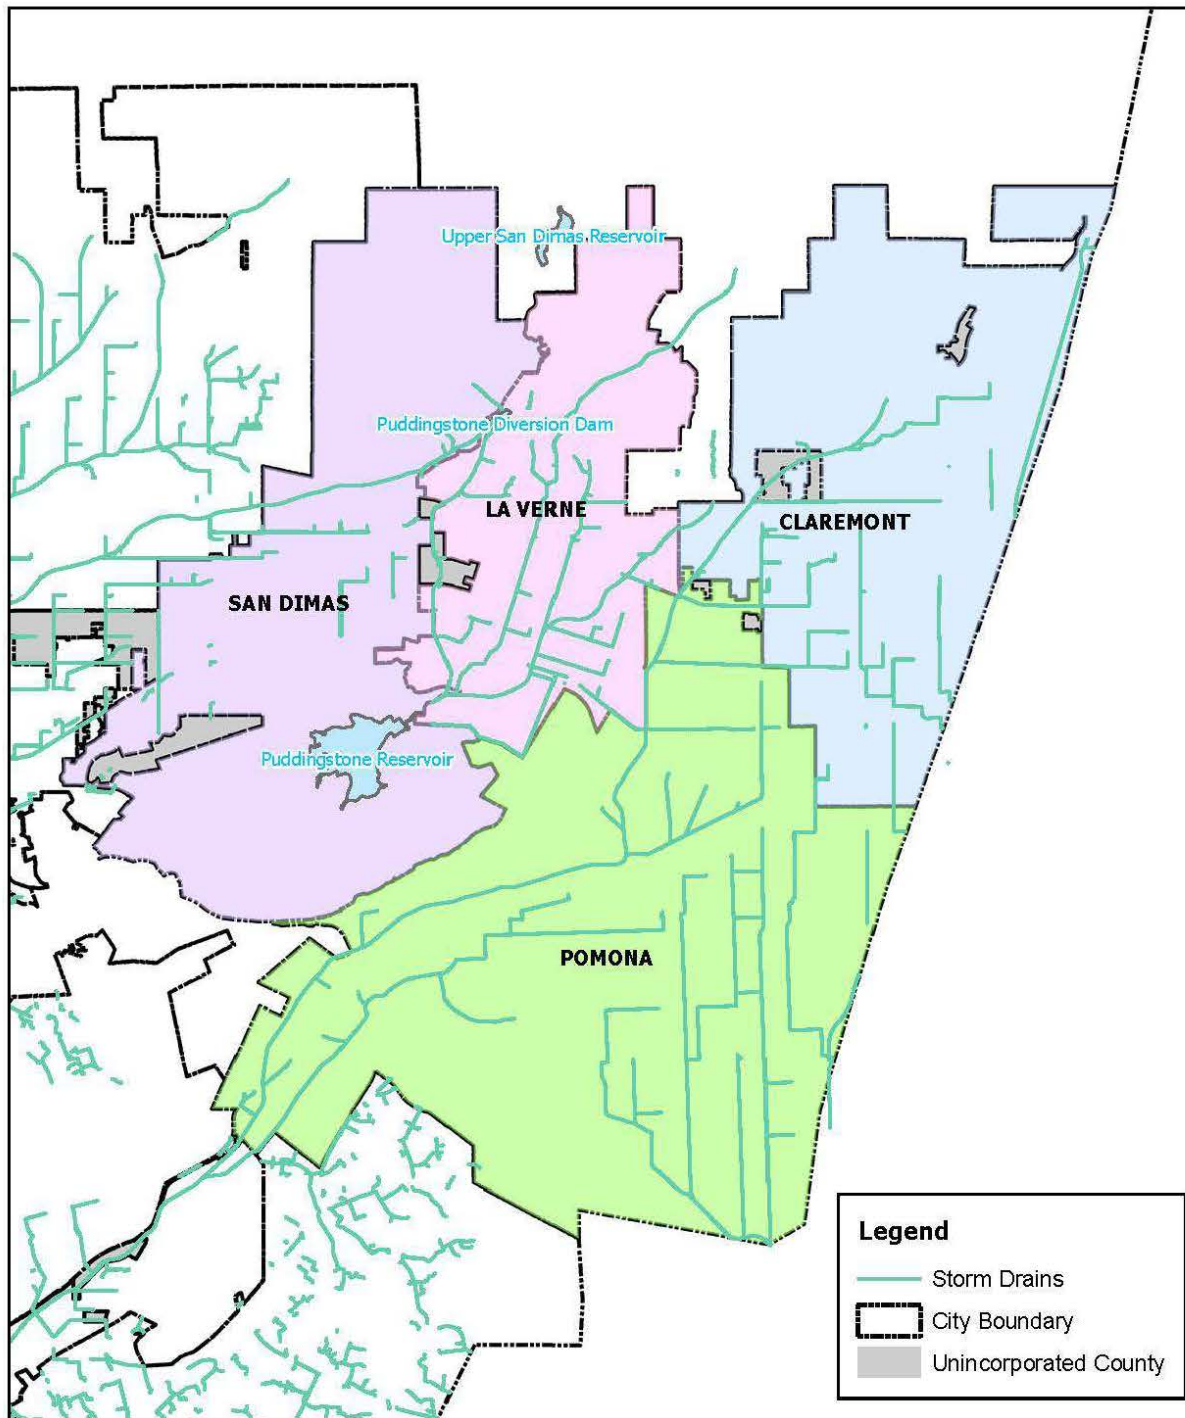 Upper San Dimas Reservoir
Puddingstone Diversion Dam
LA VERNE
CLAREMONT
SAN DIMAS
Puddingstone Reservoir
POMONA
Legend
Storm Drains
City Boundary
Unincorporated County